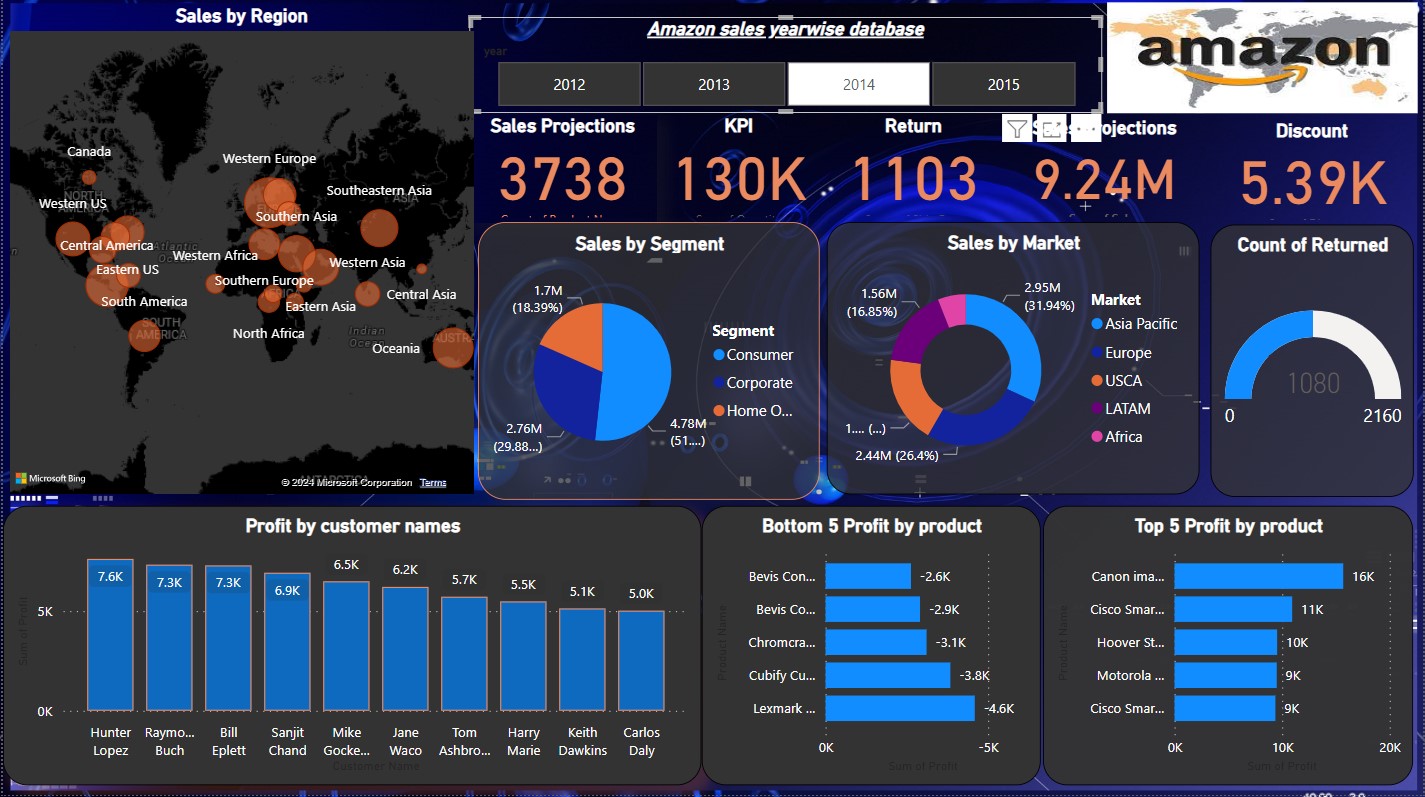 Sales by Region
Amazon sales yearwise database
year
2012
2013
2014
2015
amazon
Sales Projections
3738
KPI
130K
Return
1103
9.24M
Discount
5.39K
Canada
NORTH
AMERICA
Western US
Central America
Eastern US
South America
SOUTH
AMERICA
Western Europe
Southeastern Asia
ASIA
Southern Asia
Atlantic
Ocean
Western Africa
Western Asia
Southern Europe
Central Asia
Eastern Asia
North Africa
Indian
Ocean
Oceania
Microsoft Bing
© 2024 Microsoft Corporation Terms
Sales by Segment
1.7M
(18.39%)
2.76M
(29.88...)
4.78M
(51....)
Segment
Consumer
Corporate
Home O...
Sales by Market
1.56M
(16.85%)
2.95M
(31.94%)
1.... (...)
2.44M (26.4%)
Market
Asia Pacific
Europe
USCA
LATAM
Africa
Count of Returned
1080
0
2160
Profit by customer names
Sum of Profit
5K
0K
7.6K
7.3K
7.3K
6.9K
6.5K
6.2K
5.7K
5.5K
5.1K
5.0K
Hunter
Lopez
Raymo...
Buch
Bill
Eplett
Sanjit
Chand
Mike
Gocke...
Jane
Waco
Tom
Ashbro...
Harry
Marie
Keith
Dawkins
Carlos
Daly
Customer Name
Bottom 5 Profit by product
Product Name
Bevis Con...
-2.6K
Bevis Co...
-2.9K
Chromcra...
-3.1K
Cubify Cu...
-3.8K
Lexmark ...
-4.6K
0K
-5K
Sum of Profit
Top 5 Profit by product
Product Name
Canon ima...
16K
Cisco Smar...
11K
Hoover St...
10K
Motorola ...
9K
Cisco Smar...
9K
0K
10K
20K
Sum of Profit